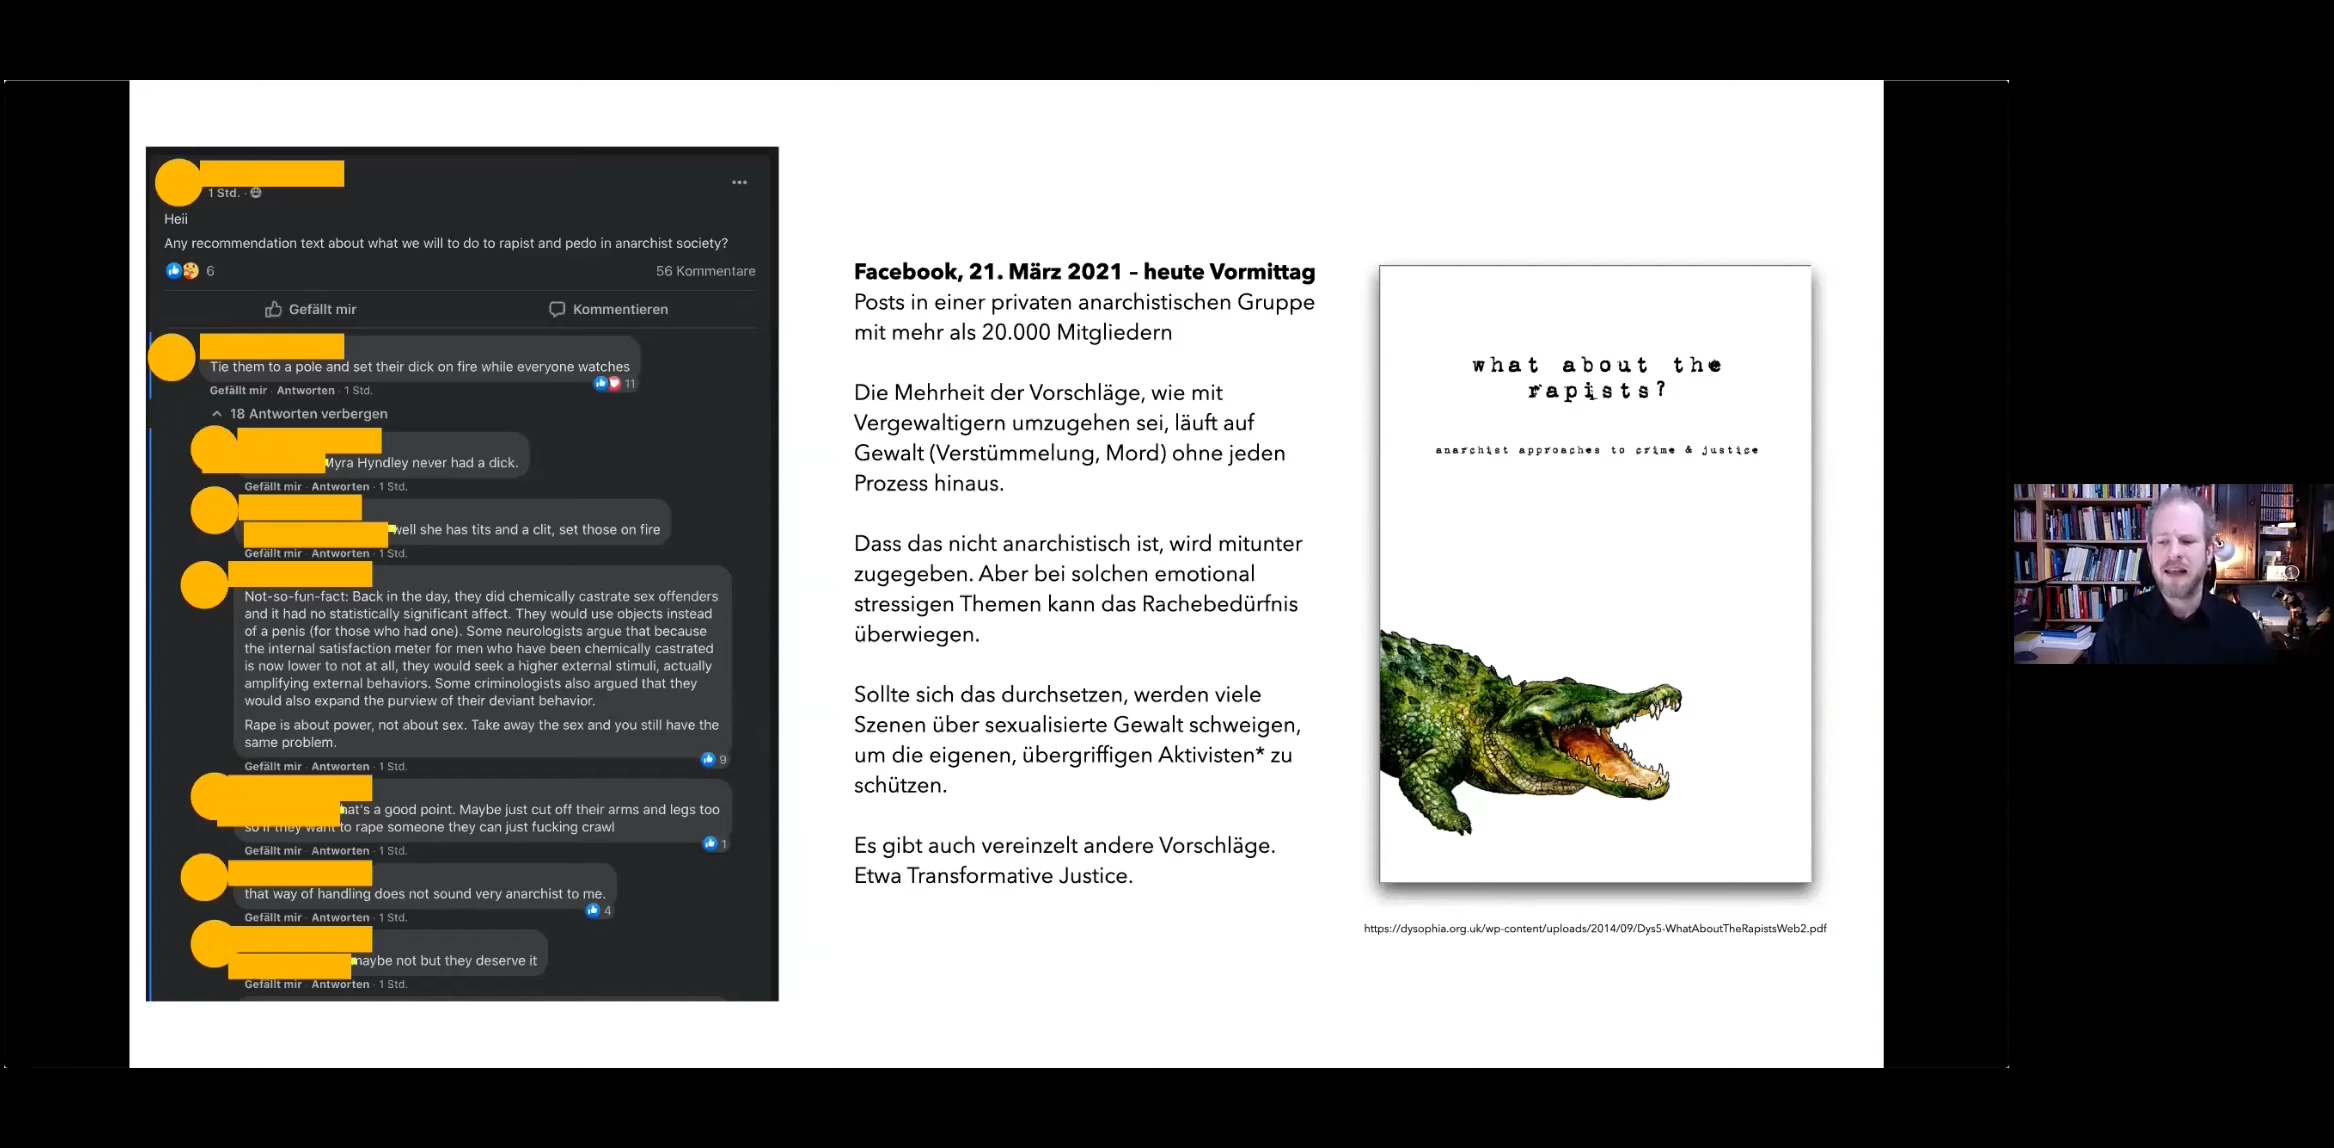 1 Std.
Heii
Any recommendation text about what we will to do to rapist and pedo in anarchist society?
6
56 Kommentare
Gefällt mir
Kommentieren
Tie them to a pole and set their dick on fire while everyone watches
11
Gefällt mir · Antworten · 1 Std.
18 Antworten verbergen
Myra Hyndley never had a dick.
Gefällt mir · Antworten · 1 Std.
well she has tits and a clit, set those on fire
Gefällt mir · Antworten · 1 Std.
Not-so-fun-fact: Back in the day, they did chemically castrate sex offenders
and it had no statistically significant affect. They would use objects instead
of a penis (for those who had one). Some neurologists argue that because
the internal satisfaction meter for men who have been chemically castrated
is now lower to not at all, they would seek a higher external stimuli, actually
amplifying external behaviors. Some criminologists also argued that they
would also expand the purview of their deviant behavior.
Rape is about power, not about sex. Take away the sex and you still have the
same problem.
Gefällt mir · Antworten · 1 Std.
9
hat's a good point. Maybe just cut off their arms and legs too
so if they want to rape someone they can just fucking crawl
Gefällt mir · Antworten · 1 Std.
1
that way of handling does not sound very anarchist to me.
4
Gefällt mir · Antworten · 1 Std.
maybe not but they deserve it
Gefällt mir · Antworten · 1 Std.
Facebook, 21. März 2021 – heute Vormittag
Posts in einer privaten anarchistischen Gruppe
mit mehr als 20.000 Mitgliedern
Die Mehrheit der Vorschläge, wie mit
Vergewaltigern umzugehen sei, läuft auf
Gewalt (Verstümmelung, Mord) ohne jeden
Prozess hinaus.
Dass das nicht anarchistisch ist, wird mitunter
zugegeben. Aber bei solchen emotional
stressigen Themen kann das Rachebedürfnis
überwiegen.
Sollte sich das durchsetzen, werden viele
Szenen über sexualisierte Gewalt schweigen,
um die eigenen, übergriffigen Aktivisten* zu
schützen.
Es gibt auch vereinzelt andere Vorschläge.
Etwa Transformative Justice.
what about the
rapists?
anarchist approaches to crime & justice
https://dysophia.org.uk/wp-content/uploads/2014/09/Dys5-WhatAboutTheRapistsWeb2.pdf